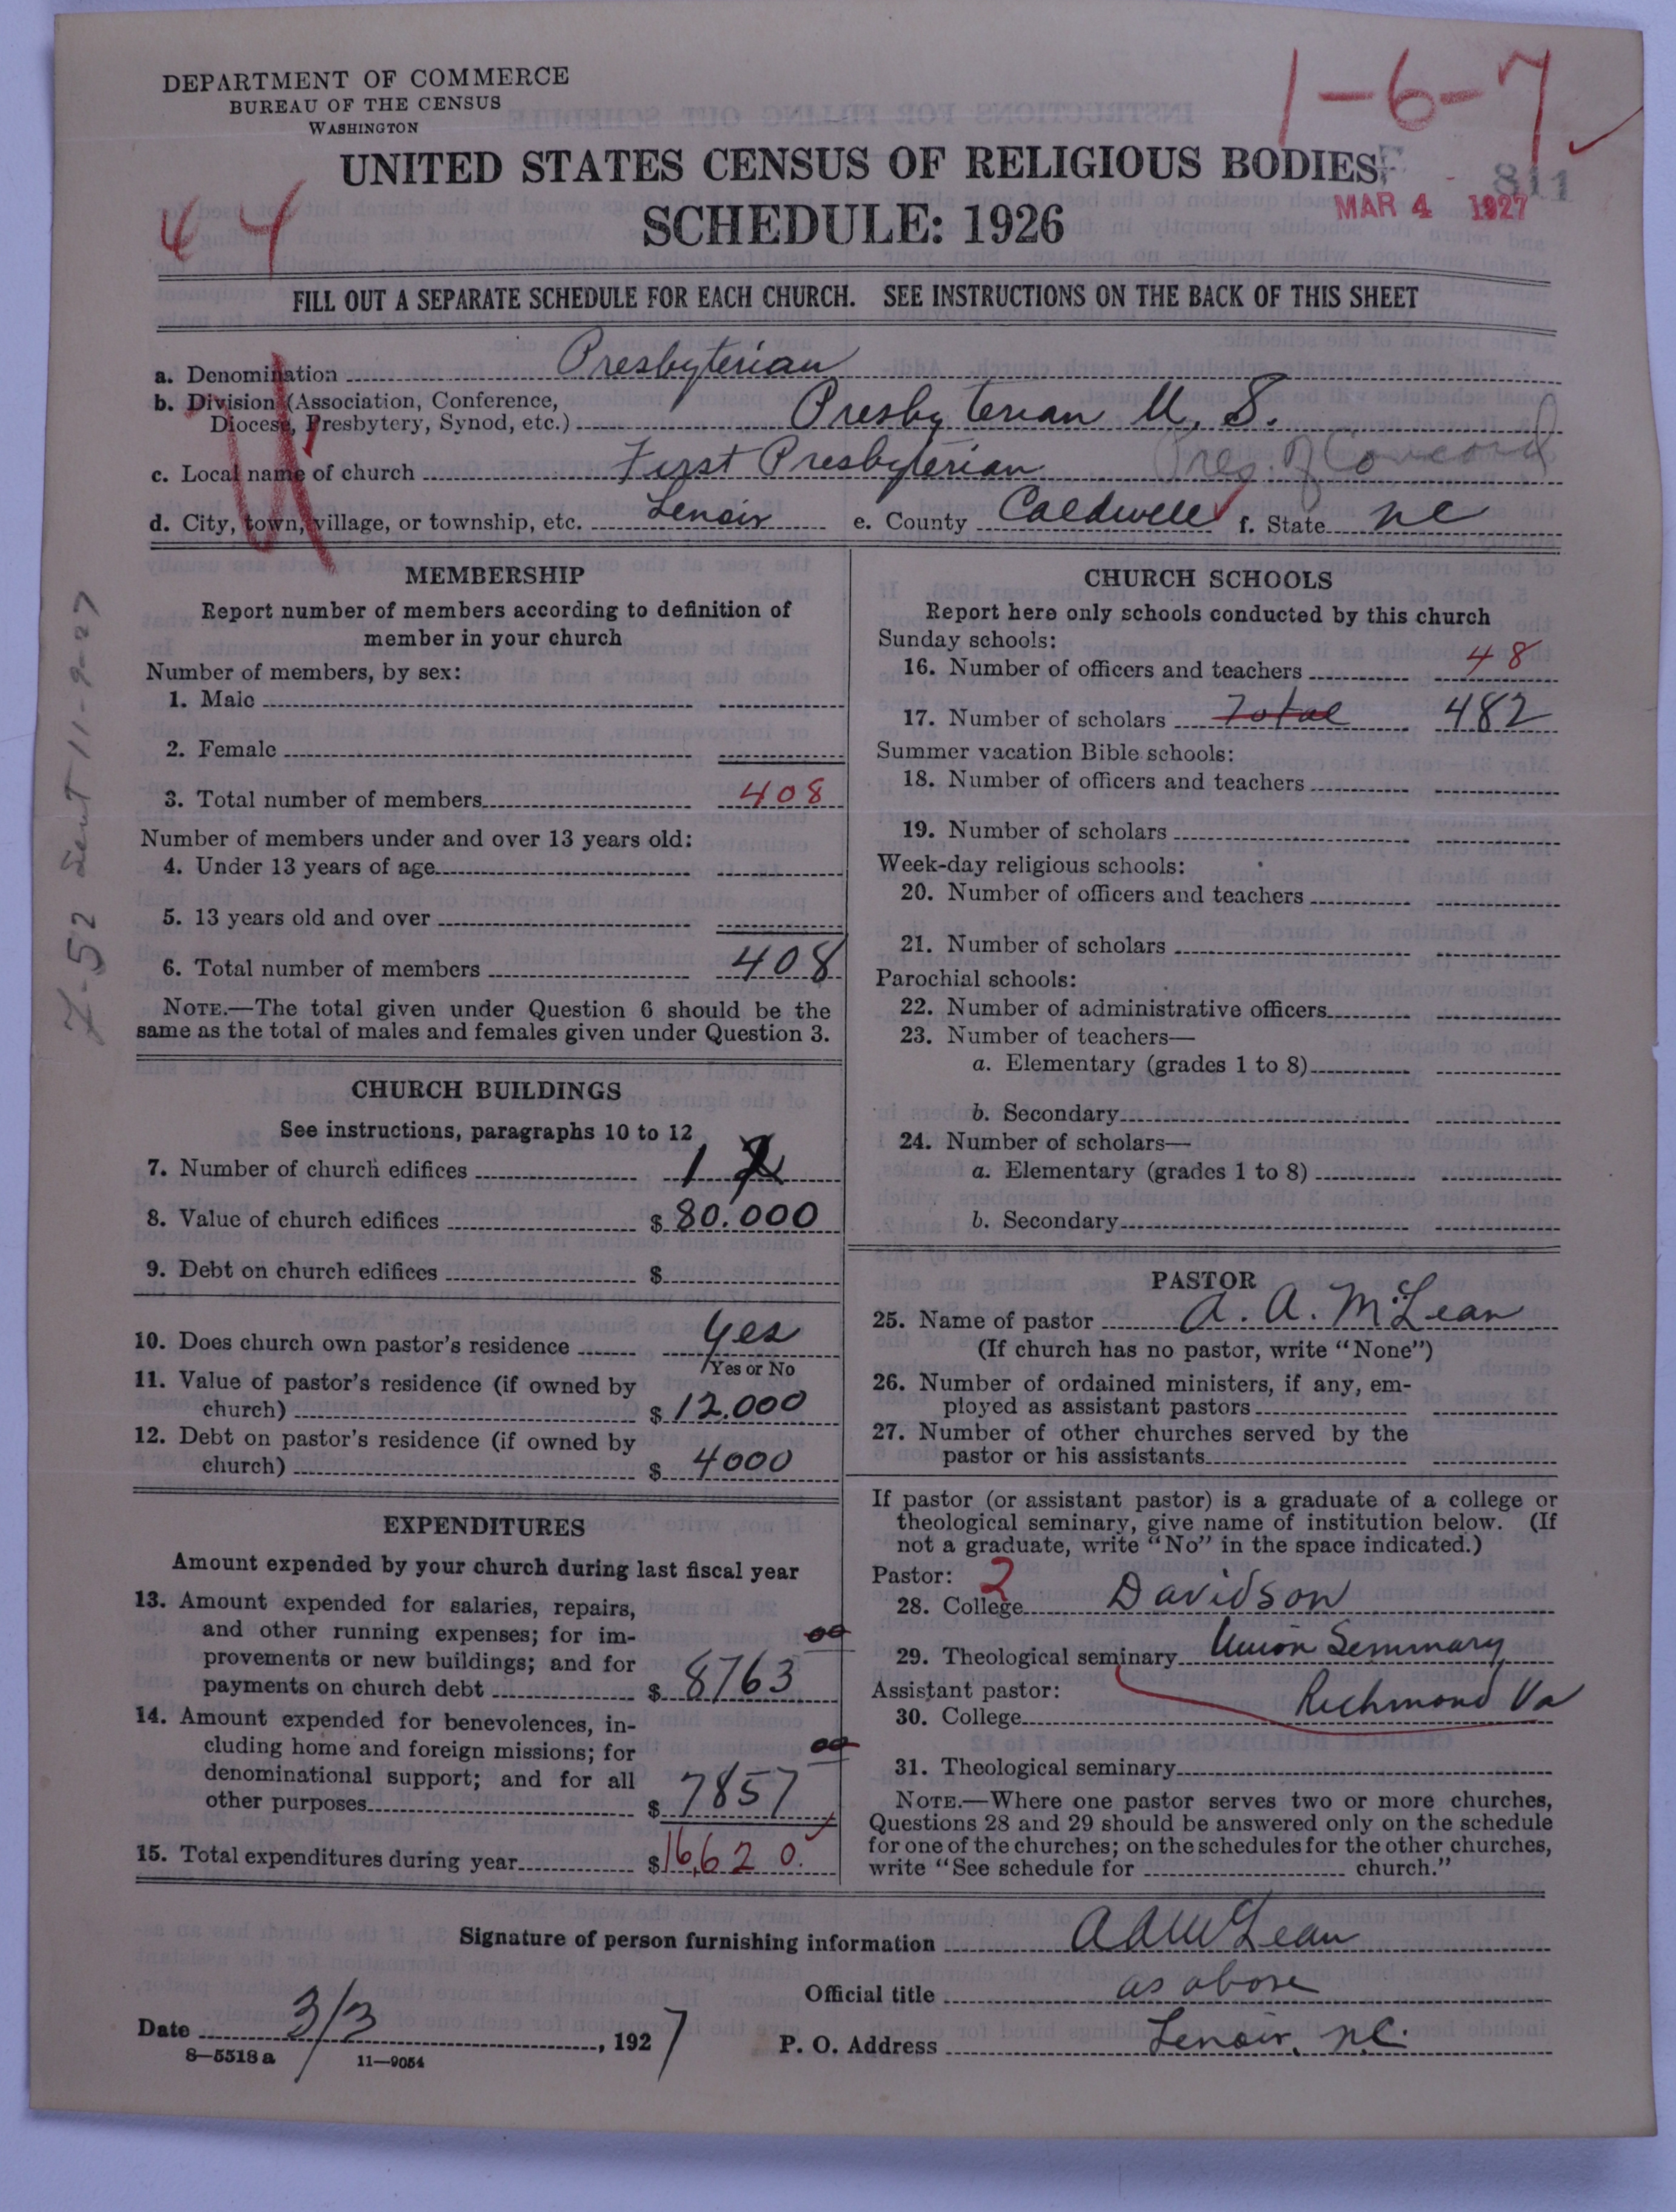 DEPARTMENT OF COMMERCE
BUREAU OF THE CENSUS
WASHINGTON
1-6-7
UNITED STATES CENSUS OF RELIGIOUS BODIES
811
SCHEDULE: 1926
MAR 4 1927
FILL OUT A SEPARATE SCHEDULE FOR EACH CHURCH. SEE INSTRUCTIONS ON THE BACK OF THIS SHEET
a. Denomination Presbyterian
b. Division (Association, Conference,
Diocese, Presbytery, Synod, etc.) Presbyterian U. S.
c. Local name of church First Presbyterian
d. City, town, village, or township, etc. Lenoir e. County Caldwell f. State NC
MEMBERSHIP
Report number of members according to definition of
member in your church
Number of members, by sex:
1. Male
2. Female
3. Total number of members 408
Number of members under and over 13 years old:
4. Under 13 years of age
5. 13 years old and over
6. Total number of members 408
NOTE.—The total given under Question 6 should be the
same as the total of males and females given under Question 3.
CHURCH BUILDINGS
See instructions, paragraphs 10 to 12
7. Number of church edifices 1
8. Value of church edifices $ 80.000
9. Debt on church edifices $
10. Does church own pastor's residence Yes
Yes or No
11. Value of pastor's residence (if owned by
church) $ 12.000
12. Debt on pastor's residence (if owned by
church) $ 4000
EXPENDITURES
Amount expended by your church during last fiscal year
13. Amount expended for salaries, repairs,
and other running expenses; for im-
provements or new buildings; and for
payments on church debt $ 8763 00
14. Amount expended for benevolences, in-
cluding home and foreign missions; for
denominational support; and for all
other purposes $ 7857 00
15. Total expenditures during year $ 16,620.
CHURCH SCHOOLS
Report here only schools conducted by this church
Sunday schools:
16. Number of officers and teachers 48
17. Number of scholars Total 482
Summer vacation Bible schools:
18. Number of officers and teachers
19. Number of scholars
Week-day religious schools:
20. Number of officers and teachers
21. Number of scholars
Parochial schools:
22. Number of administrative officers
23. Number of teachers—
a. Elementary (grades 1 to 8)
b. Secondary
24. Number of scholars—
a. Elementary (grades 1 to 8)
b. Secondary
PASTOR
25. Name of pastor A. A. McLean
(If church has no pastor, write "None")
26. Number of ordained ministers, if any, em-
ployed as assistant pastors
27. Number of other churches served by the
pastor or his assistants
If pastor (or assistant pastor) is a graduate of a college or
theological seminary, give name of institution below. (If
not a graduate, write "No" in the space indicated.)
Pastor: 2
28. College Davidson
29. Theological seminary Union Seminary
Assistant pastor: Richmond Va
30. College
31. Theological seminary
NOTE.—Where one pastor serves two or more churches,
Questions 28 and 29 should be answered only on the schedule
for one of the churches; on the schedules for the other churches,
write "See schedule for church."
Signature of person furnishing information A A McLean
Official title as above
Date 3/3, 1927 P. O. Address Lenoir, N.C.
8—5518 a 11—9054
Z-52 Sent 11-9-27